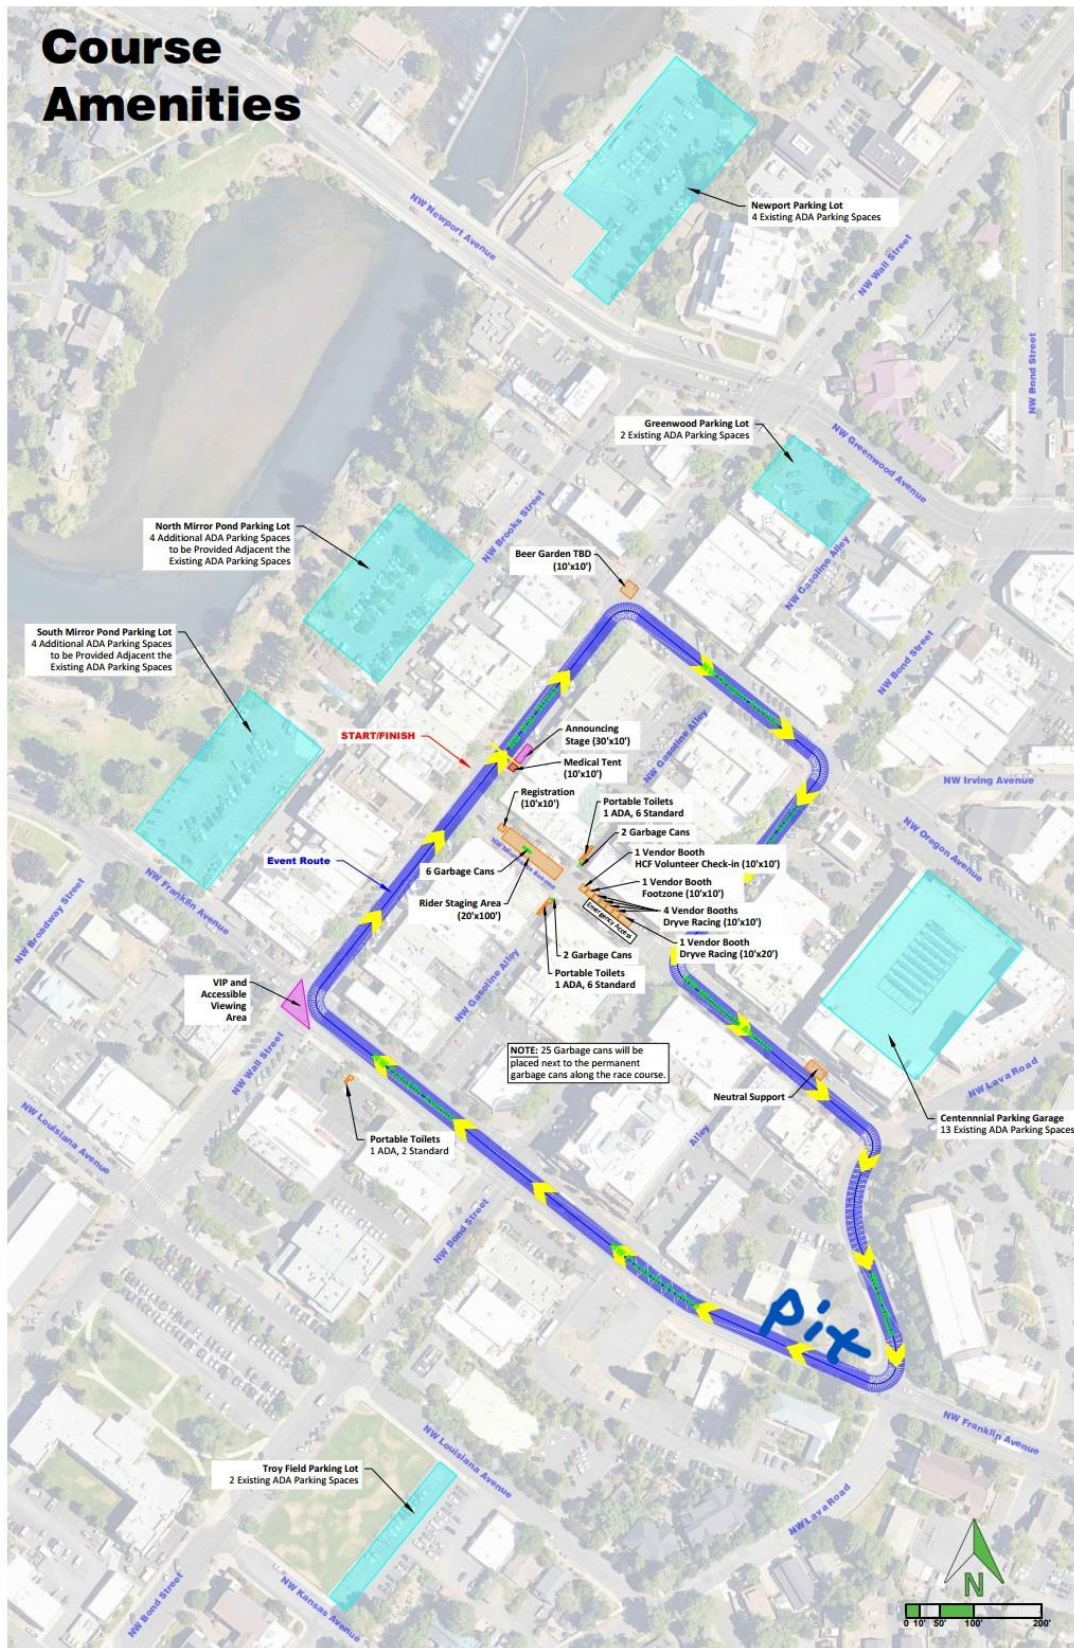 Course
Amenities
NW Newport Avenue
Newport Parking Lot
4 Existing ADA Parking Spaces
NW Wall Street
NW Bond Street
Greenwood Parking Lot
2 Existing ADA Parking Spaces
NW Greenwood Avenue
North Mirror Pond Parking Lot
4 Additional ADA Parking Spaces
to be Provided Adjacent the
Existing ADA Parking Spaces
NW Brooks Street
Beer Garden TBD
(10'x10')
NW Gasoline Alley
South Mirror Pond Parking Lot
4 Additional ADA Parking Spaces
to be Provided Adjacent the
Existing ADA Parking Spaces
NW Bond Street
START/FINISH
Announcing
Stage (30'x10')
Medical Tent
(10'x10')
NW Gasoline Alley
NW Irving Avenue
Registration
(10'x10')
Portable Toilets
1 ADA, 6 Standard
2 Garbage Cans
NW Oregon Avenue
Event Route
6 Garbage Cans
NW Minnesota Avenue
1 Vendor Booth
HCF Volunteer Check-in (10'x10')
1 Vendor Booth
Footzone (10'x10')
Rider Staging Area
(20'x100')
4 Vendor Booths
Dryve Racing (10'x10')
Emergency Access
1 Vendor Booth
Dryve Racing (10'x20')
NW Franklin Avenue
NW Broadway Street
2 Garbage Cans
Portable Toilets
1 ADA, 6 Standard
NW Gasoline Alley
VIP and
Accessible
Viewing
Area
NW Minnesota Avenue
NW Wall Street
NOTE: 25 Garbage cans will be
placed next to the permanent
garbage cans along the race course.
NW Lava Road
Neutral Support
Centennnial Parking Garage
13 Existing ADA Parking Spaces
NW Louisiana Avenue
Portable Toilets
1 ADA, 2 Standard
Alley
NW Franklin Avenue
NW Bond Street
Pit
NW Franklin Avenue
NW Louisiana Avenue
Troy Field Parking Lot
2 Existing ADA Parking Spaces
NW Lava Road
NW Kansas Avenue
NW Bond Street
N
0 10' 50' 100' 200'